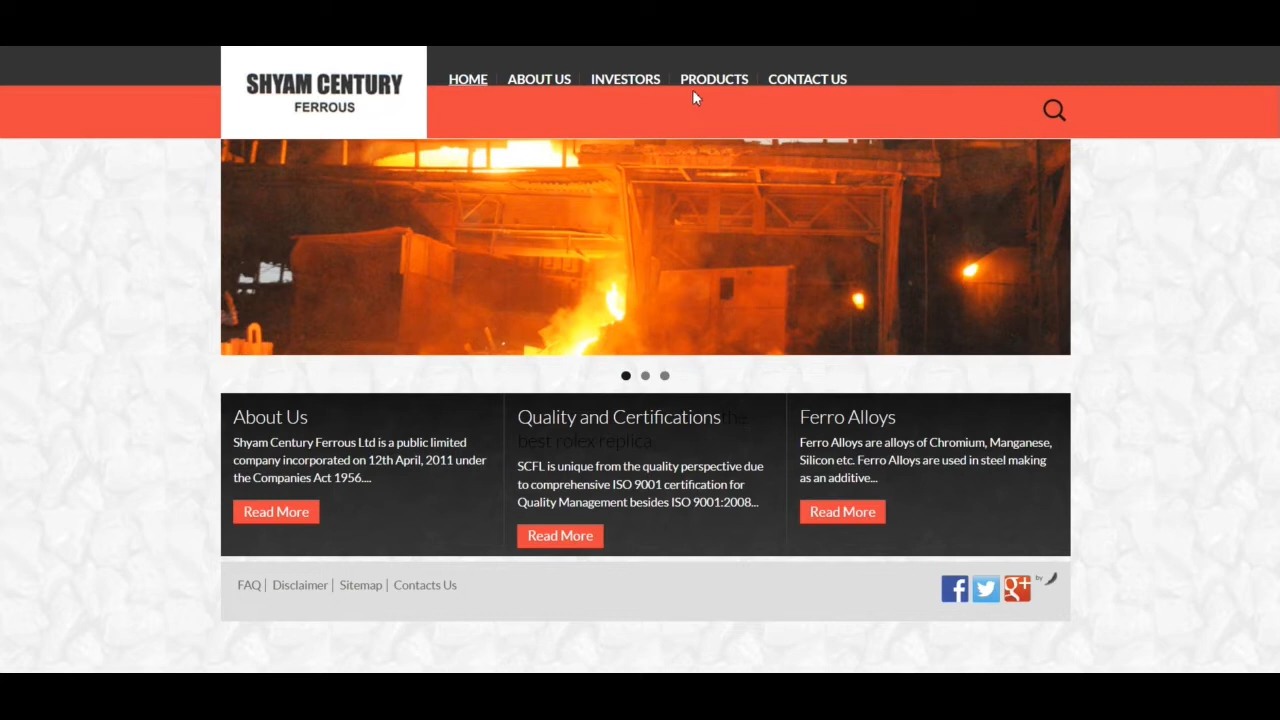 SHYAM CENTURY
FERROUS
HOME
ABOUT US
INVESTORS
PRODUCTS
CONTACT US
About Us
Shyam Century Ferrous Ltd is a public limited
company incorporated on 12th April, 2011 under
the Companies Act 1956....
Read More
Quality and Certifications the
best rolex replica.
SCFL is unique from the quality perspective due
to comprehensive ISO 9001 certification for
Quality Management besides ISO 9001:2008...
Read More
Ferro Alloys
Ferro Alloys are alloys of Chromium, Manganese,
Silicon etc. Ferro Alloys are used in steel making
as an additive...
Read More
FAQ | Disclaimer | Sitemap | Contacts Us
f
g+
by